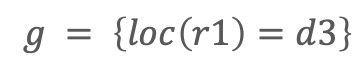 g = {loc(r1) = d3}